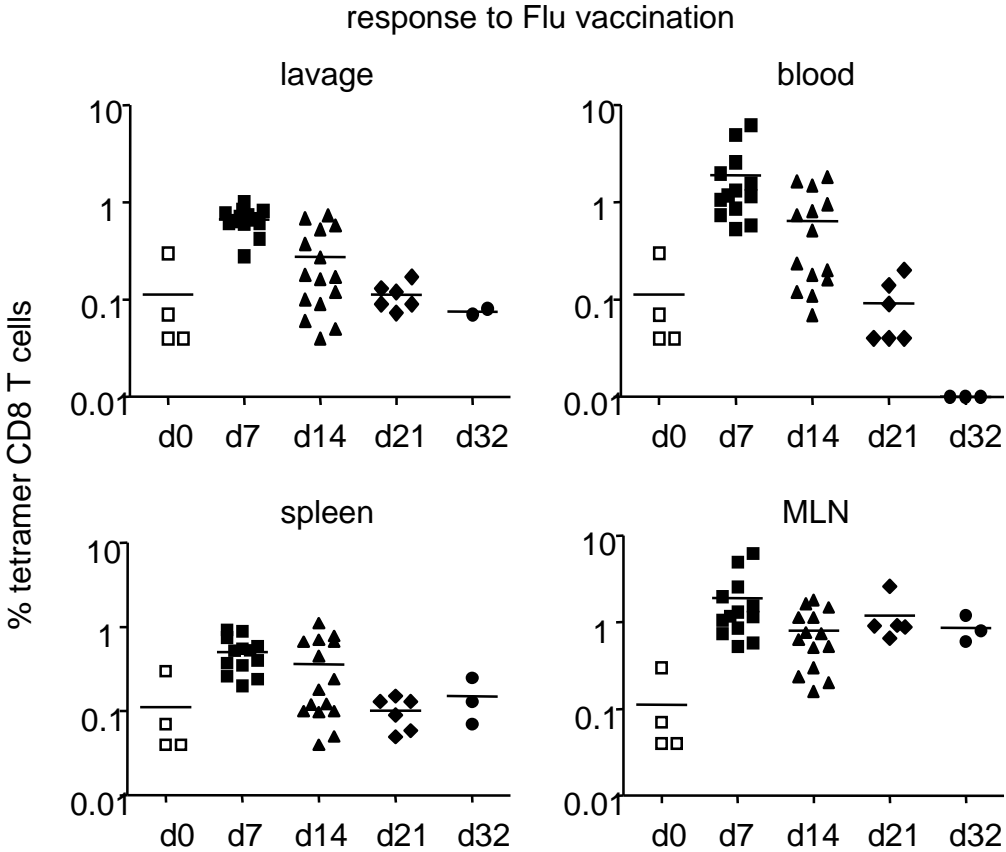 response to Flu vaccination
lavage
10
1
0.1
0.01
d0 d7 d14 d21 d32
blood
10
1
0.1
0.01
d0 d7 d14 d21 d32
% tetramer CD8 T cells
spleen
10
1
0.1
0.01
d0 d7 d14 d21 d32
MLN
10
1
0.1
0.01
d0 d7 d14 d21 d32